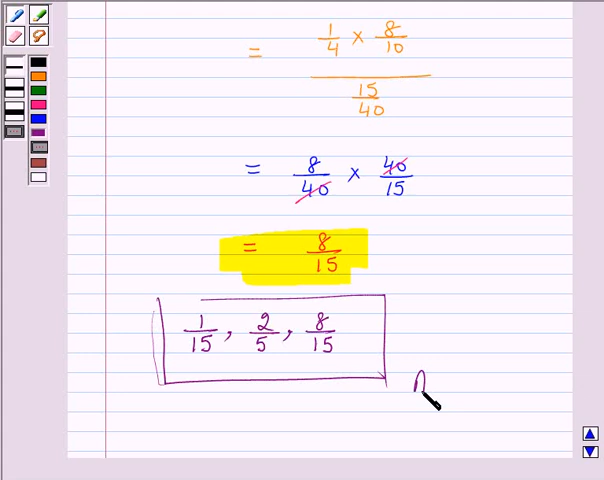 = 1/4 × 8/10
15/40
= 8/40 × 40/15
= 8/15
1/15, 2/5, 8/15